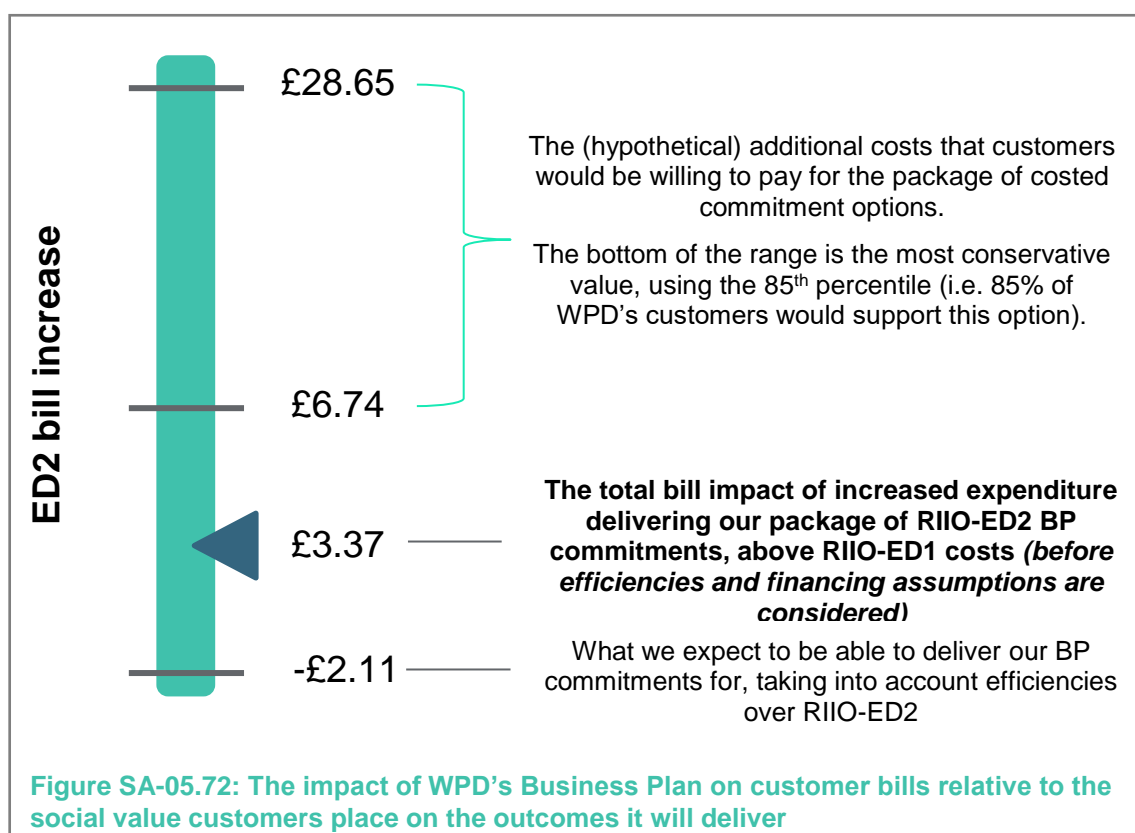 ED2 bill increase
£28.65
The (hypothetical) additional costs that customers
would be willing to pay for the package of costed
commitment options.
The bottom of the range is the most conservative
value, using the 85th percentile (i.e. 85% of
WPD's customers would support this option).
£6.74
£3.37
The total bill impact of increased expenditure
delivering our package of RIIO-ED2 BP
commitments, above RIIO-ED1 costs (before
efficiencies and financing assumptions are
considered)
-£2.11
What we expect to be able to deliver our BP
commitments for, taking into account efficiencies
over RIIO-ED2
Figure SA-05.72: The impact of WPD's Business Plan on customer bills relative to the
social value customers place on the outcomes it will deliver